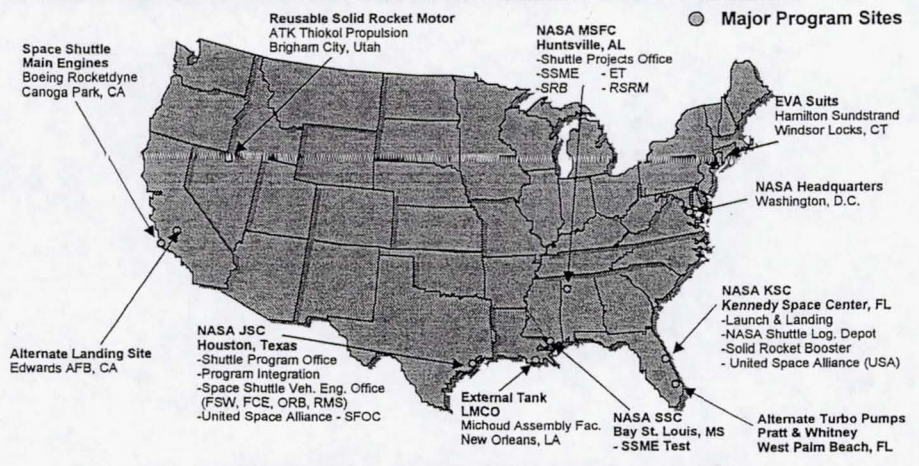 Major Program Sites
Reusable Solid Rocket Motor
ATK Thiokol Propulsion
Brigham City, Utah
Space Shuttle
Main Engines
Boeing Rocketdyne
Canoga Park, CA
NASA MSFC
Huntsville, AL
-Shuttle Projects Office
-SSME - ET
-SRB - RSRM
EVA Suits
Hamilton Sundstrand
Windsor Locks, CT
NASA Headquarters
Washington, D.C.
NASA KSC
Kennedy Space Center, FL
-Launch & Landing
-NASA Shuttle Log. Depot
-Solid Rocket Booster
- United Space Alliance (USA)
Alternate Landing Site
Edwards AFB, CA
NASA JSC
Houston, Texas
-Shuttle Program Office
-Program Integration
-Space Shuttle Veh. Eng. Office
(FSW, FCE, ORB, RMS)
-United Space Alliance - SFOC
External Tank
LMCO
Michoud Assembly Fac.
New Orleans, LA
NASA SSC
Bay St. Louis, MS
- SSME Test
Alternate Turbo Pumps
Pratt & Whitney
West Palm Beach, FL